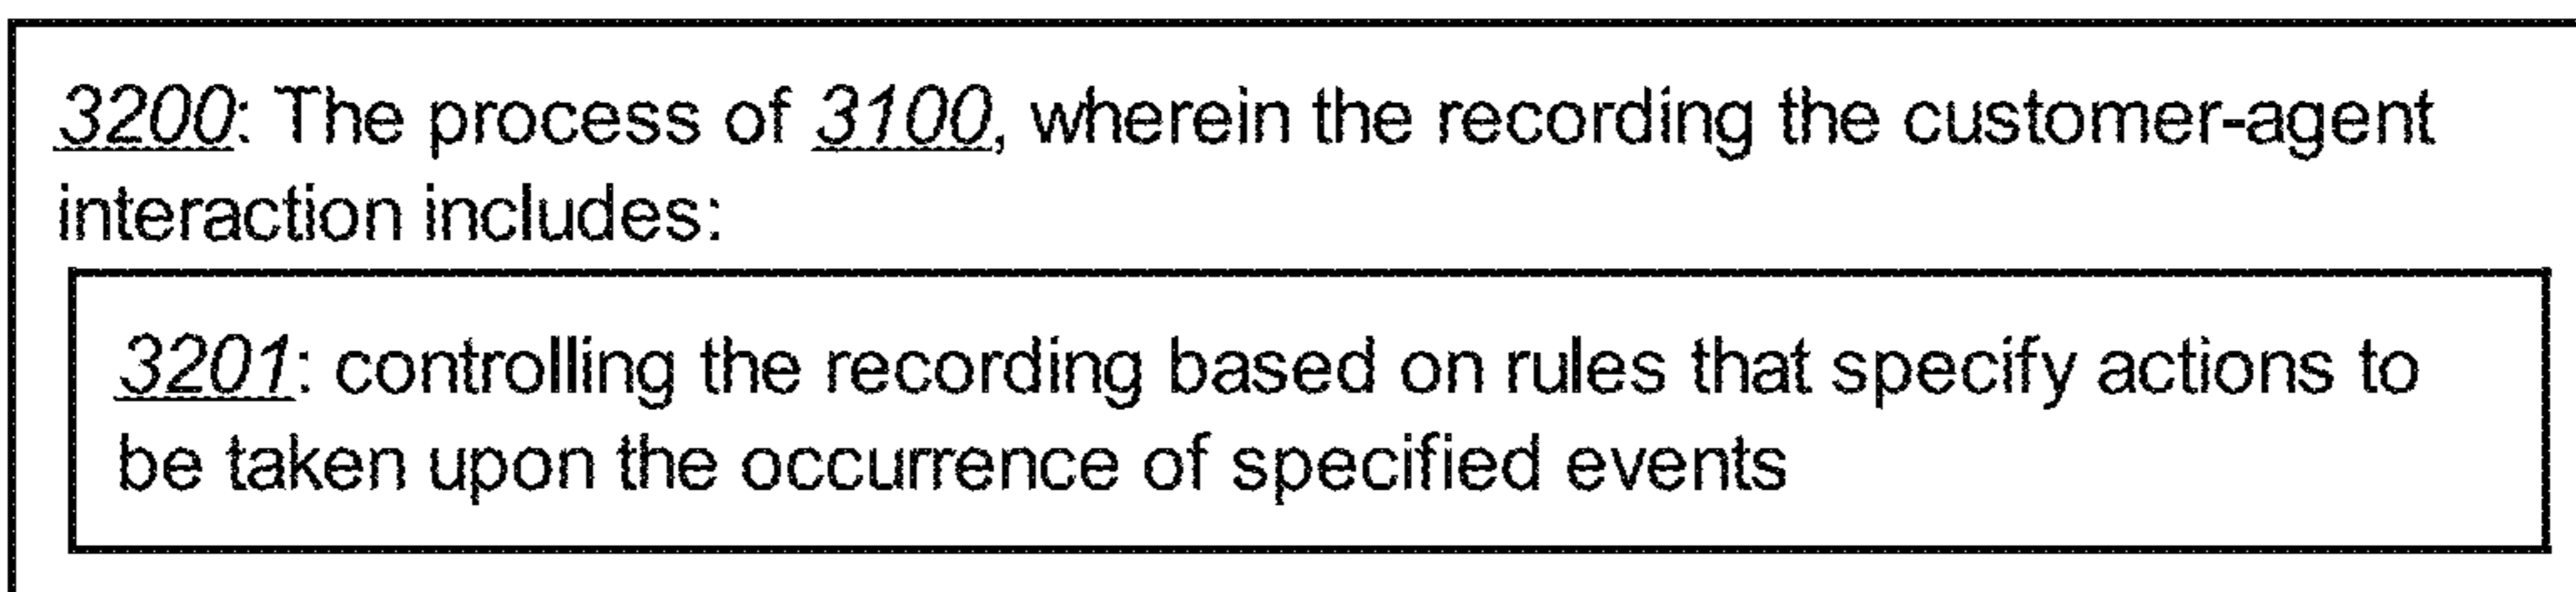 3200: The process of 3100, wherein the recording the customer-agent
interaction includes:
3201: controlling the recording based on rules that specify actions to
be taken upon the occurrence of specified events